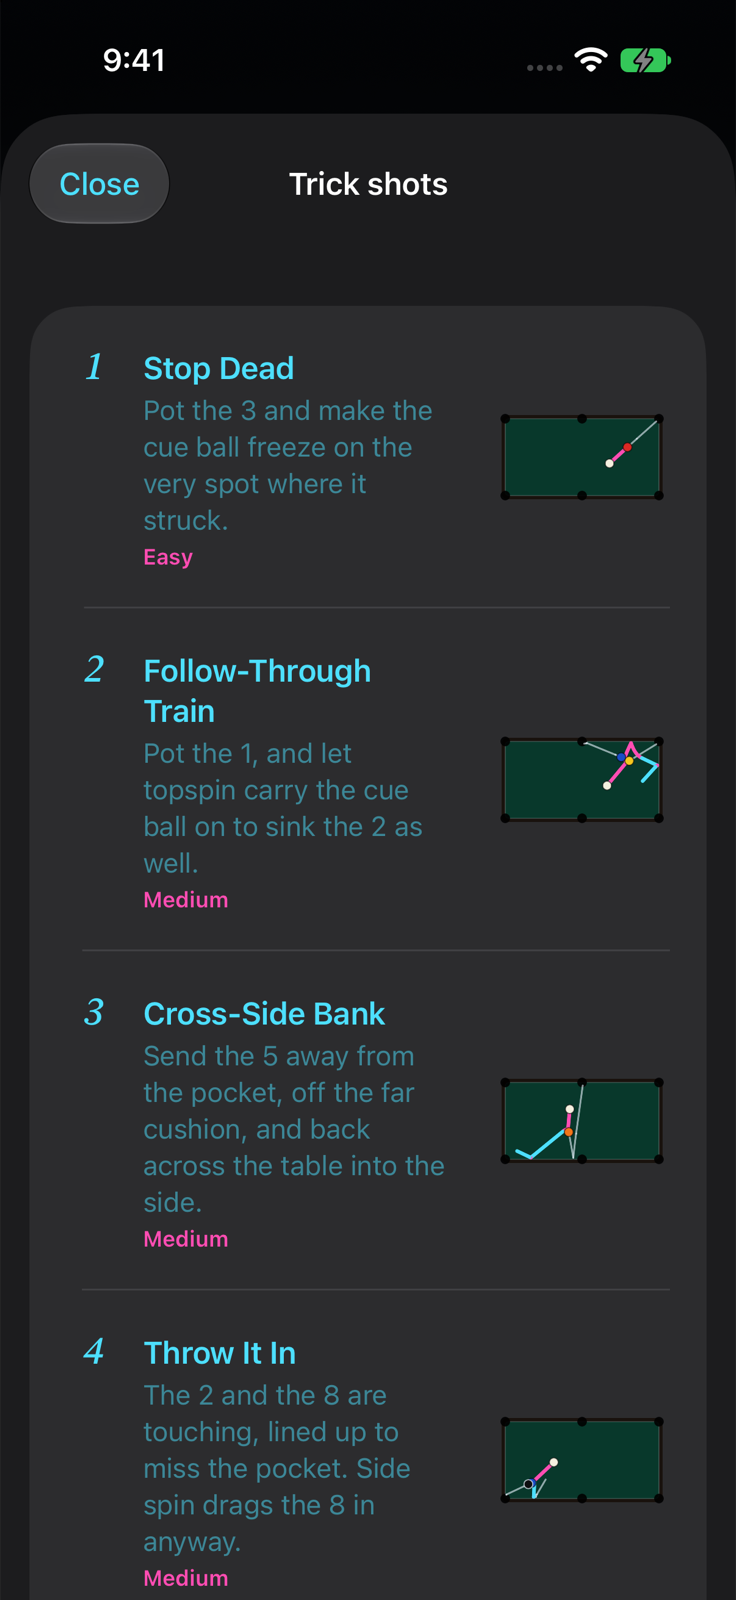 9:41
Close
Trick shots
1
Stop Dead
Pot the 3 and make the
cue ball freeze on the
very spot where it
struck.
Easy
2
Follow-Through
Train
Pot the 1, and let
topspin carry the cue
ball on to sink the 2 as
well.
Medium
3
Cross-Side Bank
Send the 5 away from
the pocket, off the far
cushion, and back
across the table into the
side.
Medium
4
Throw It In
The 2 and the 8 are
touching, lined up to
miss the pocket. Side
spin drags the 8 in
anyway.
Medium